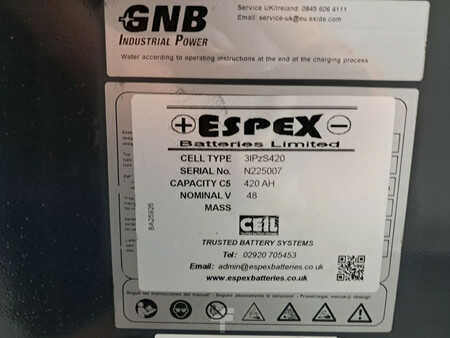 GNB
INDUSTRIAL POWER
Service UK/Ireland: 0845 606 4111
Email: service-uk@eu.exide.com
Water according to operating instructions at the end of the charging process
ESPEX
Batteries Limited
CELL TYPE 3IPzS420
SERIAL No. N225007
CAPACITY C5 420 AH
NOMINAL V 48
MASS
CEIL
TRUSTED BATTERY SYSTEMS
Tel: 02920 705453
Email: admin@espexbatteries.co.uk
www.espexbatteries.co.uk